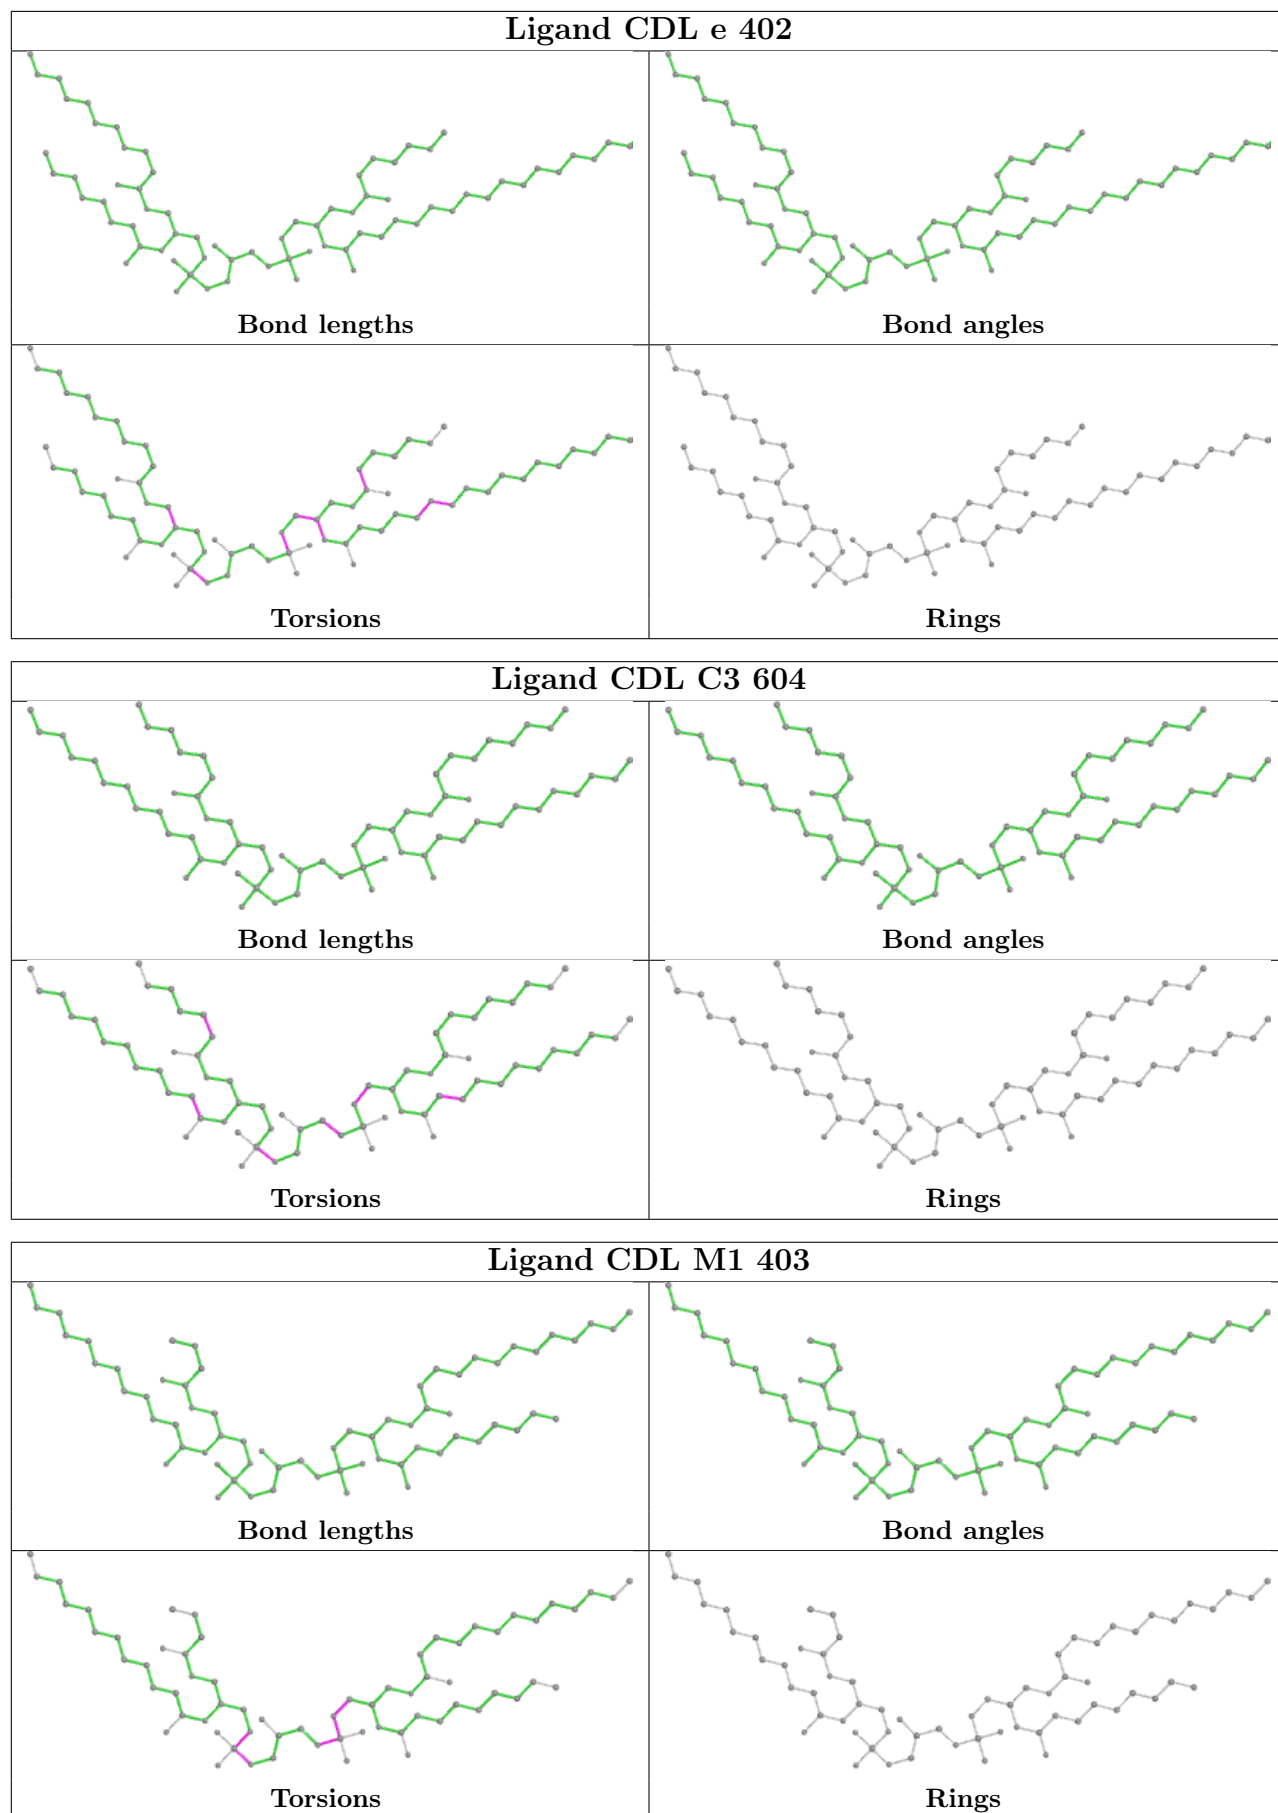 Ligand CDL e 402
Bond lengths
Bond angles
Torsions
Rings
Ligand CDL C3 604
Bond lengths
Bond angles
Torsions
Rings
Ligand CDL M1 403
Bond lengths
Bond angles
Torsions
Rings